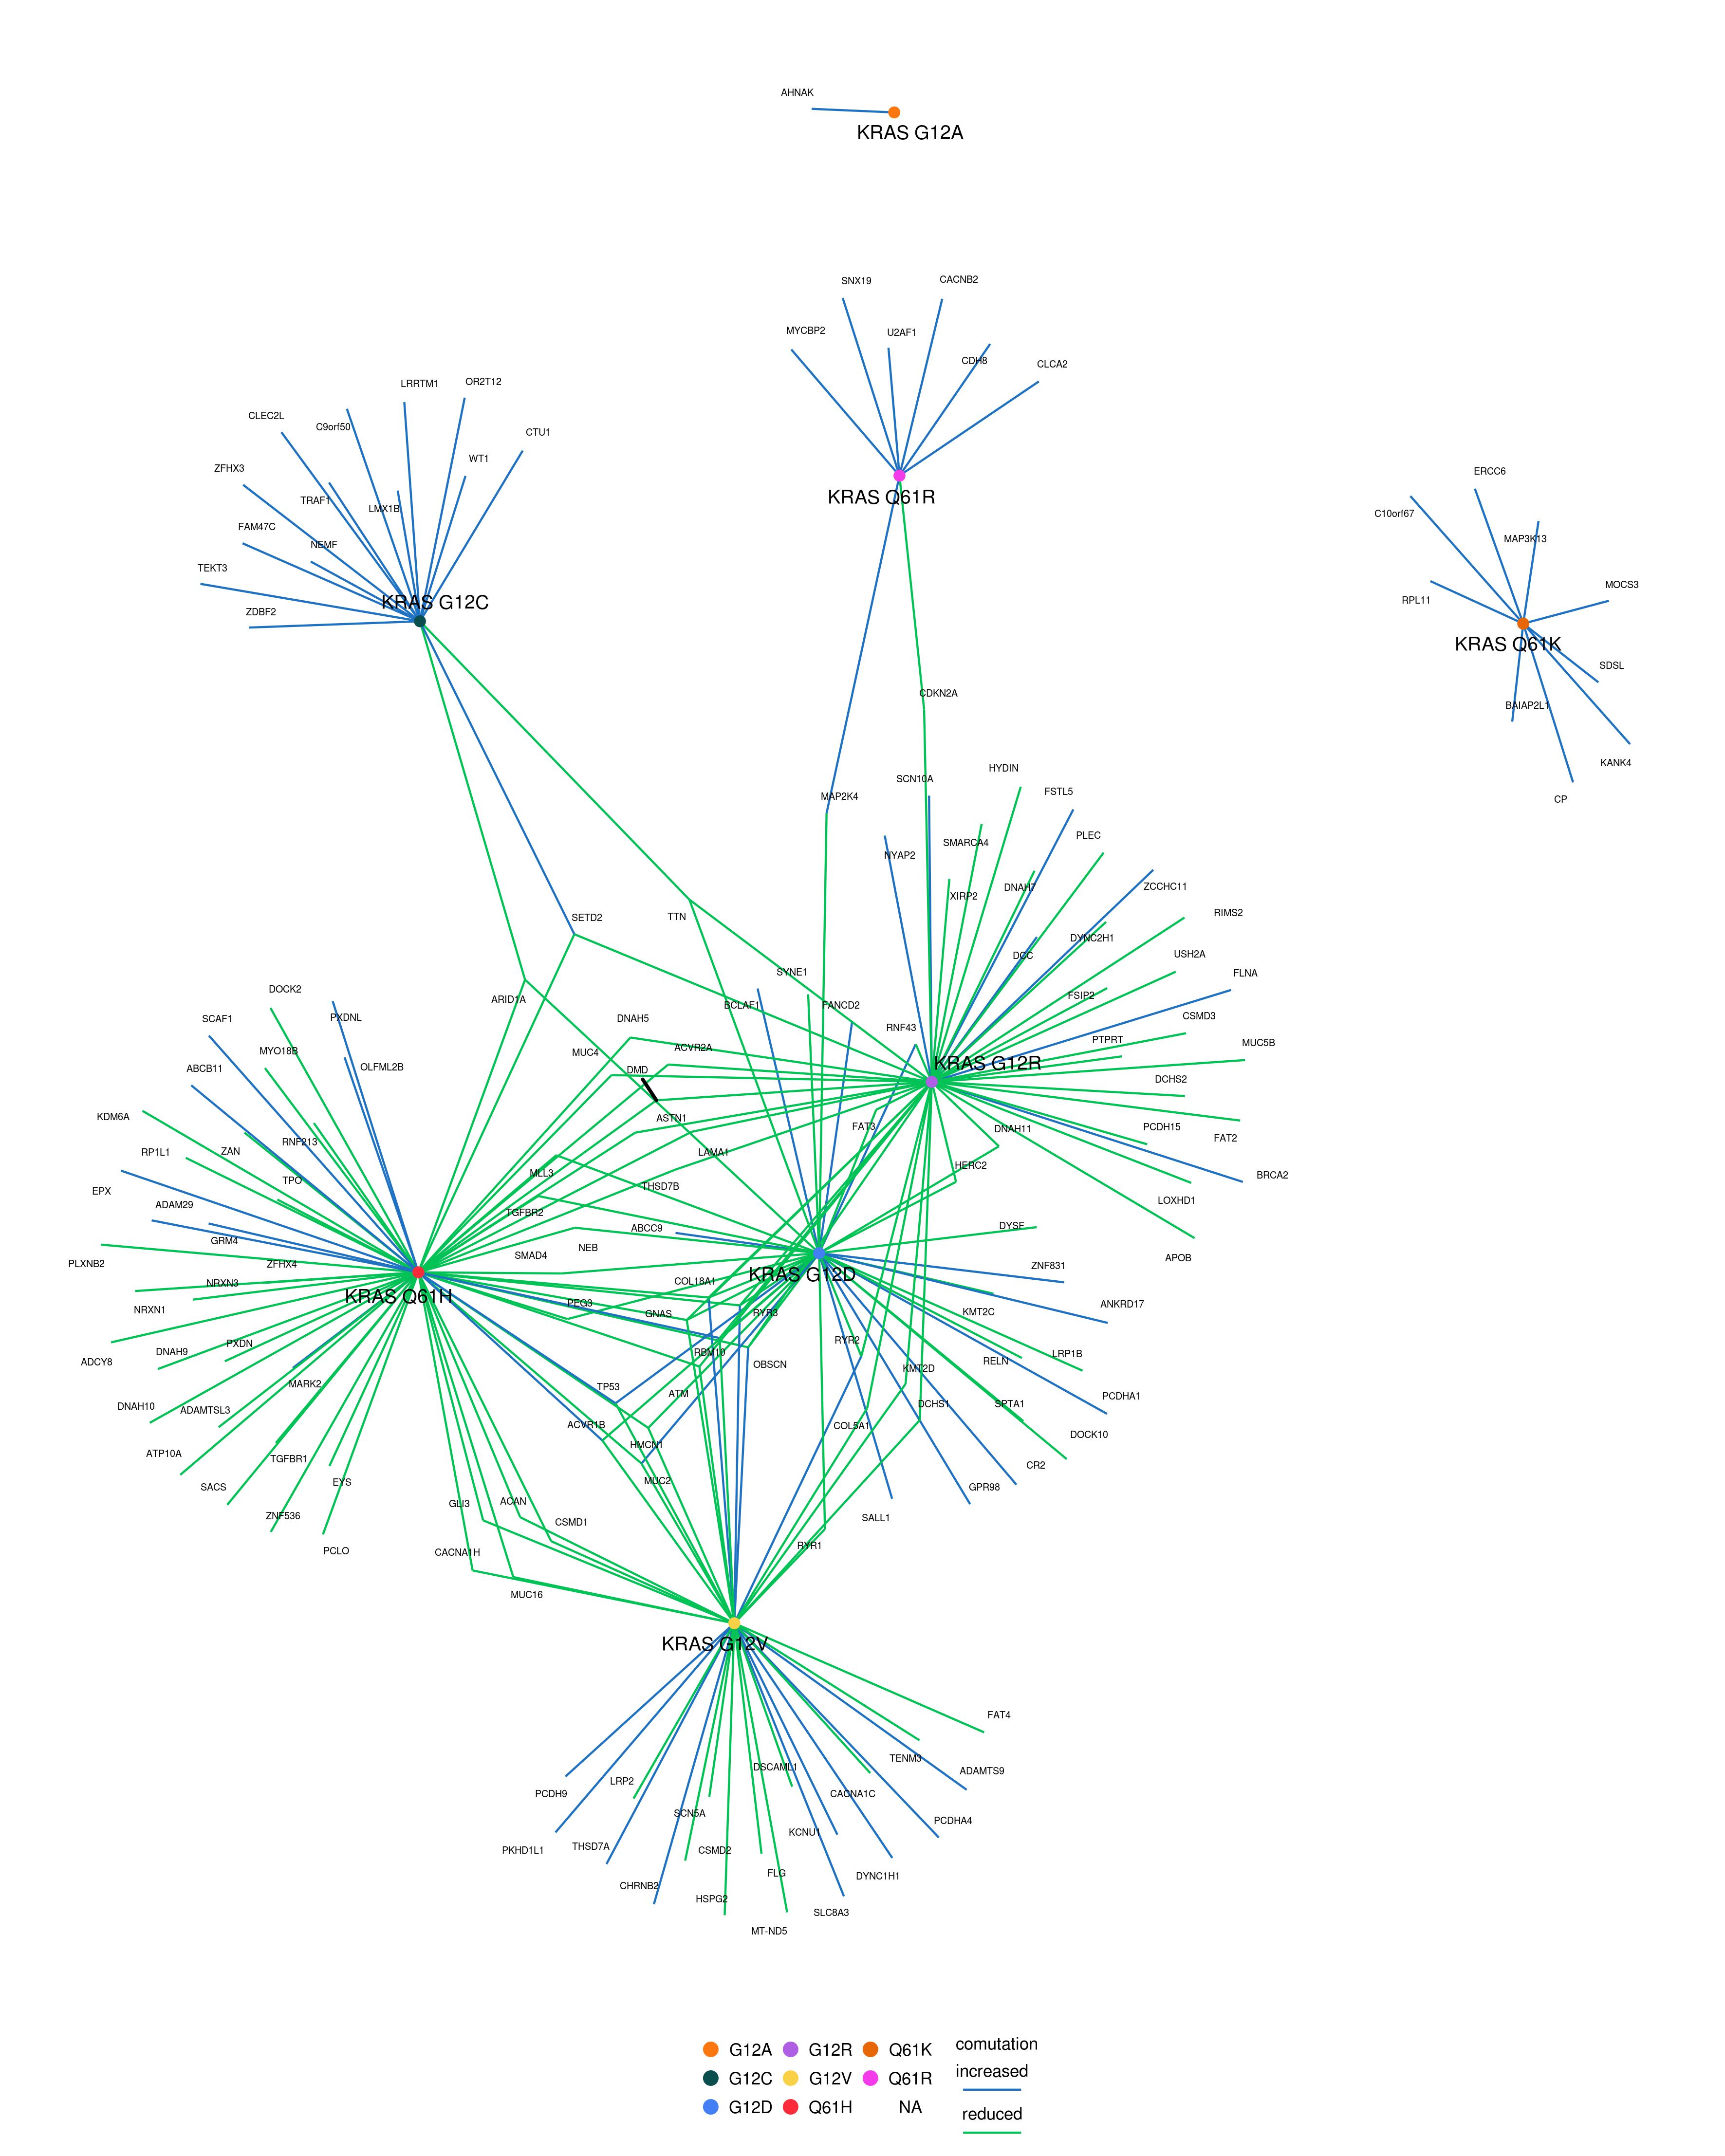 AHNAK
KRAS G12A
SNX19
CACNB2
MYCBP2
U2AF1
CDH8
CLCA2
LRRTM1
OR2T12
CLEC2L
C9orf50
CTU1
WT1
ZFHX3
ERCC6
KRAS Q61R
TRAF1
LMX1B
C10orf67
FAM47C
MAP3K13
NEMF
TEKT3
MOCS3
KRAS G12C
RPL11
ZDBF2
KRAS Q61K
SDSL
CDKN2A
BAIAP2L1
KANK4
HYDIN
SCN10A
FSTL5
MAP2K4
CP
PLEC
SMARCA4
NYAP2
DNAH7
ZCCHC11
XIRP2
RIMS2
SETD2
TTN
DYNC2H1
DCC
USH2A
SYNE1
FLNA
DOCK2
FSIP2
ARID1A
BCLAF1
FANCD2
SCAF1
PXDNL
DNAH5
CSMD3
RNF43
PTPRT
MUC5B
MYO18B
MUC4
ACVR2A
KRAS G12R
ABCB11
OLFML2B
DMD
DCHS2
KDM6A
ASTN1
FAT3
DNAH11
PCDH15
FAT2
RNF213
ZAN
RP1L1
LAMA1
HERC2
MLL3
BRCA2
TPO
EPX
THSD7B
LOXHD1
ADAM29
TGFBR2
ABCC9
DYSF
GRM4
NEB
SMAD4
APOB
PLXNB2
ZFHX4
ZNF831
KRAS G12D
NRXN3
COL18A1
KRAS Q61H
PEG3
ANKRD17
NRXN1
GNAS
RYR3
KMT2C
RYR2
PXDN
DNAH9
RBM10
LRP1B
ADCY8
OBSCN
RELN
KMT2D
MARK2
TP53
ATM
PCDHA1
DNAH10
ADAMTSL3
DCHS1
SPTA1
ACVR1B
COL5A1
DOCK10
HMCN1
ATP10A
TGFBR1
CR2
MUC2
EYS
SACS
GPR98
GLI3
ACAN
ZNF536
CSMD1
SALL1
RYR1
PCLO
CACNA1H
MUC16
KRAS G12V
FAT4
TENM3
DSCAML1
ADAMTS9
LRP2
PCDH9
CACNA1C
SCN5A
PCDHA4
KCNU1
PKHD1L1
THSD7A
CSMD2
FLG
DYNC1H1
CHRNB2
HSPG2
SLC8A3
MT-ND5
G12A G12R Q61K comutation
increased
G12C G12V Q61R
G12D Q61H NA reduced